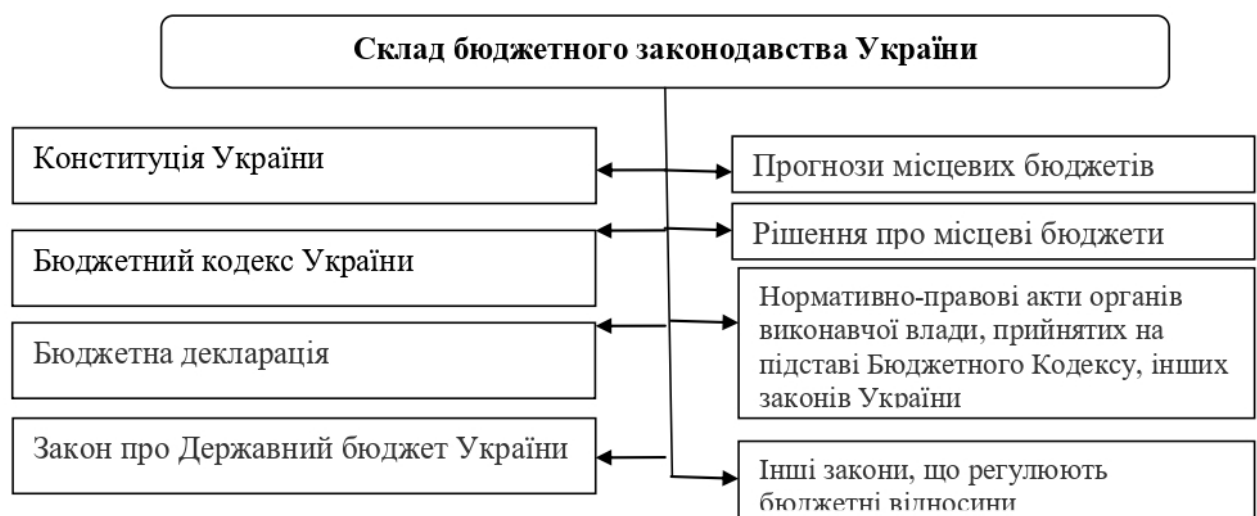 Склад бюджетного законодавства України
Конституція України
Бюджетний кодекс України
Бюджетна декларація
Закон про Державний бюджет України
Прогнози місцевих бюджетів
Рішення про місцеві бюджети
Нормативно-правові акти органів
виконавчої влади, прийнятих на
підставі Бюджетного Кодексу, інших
законів України
Інші закони, що регулюють
бюджетні відносини